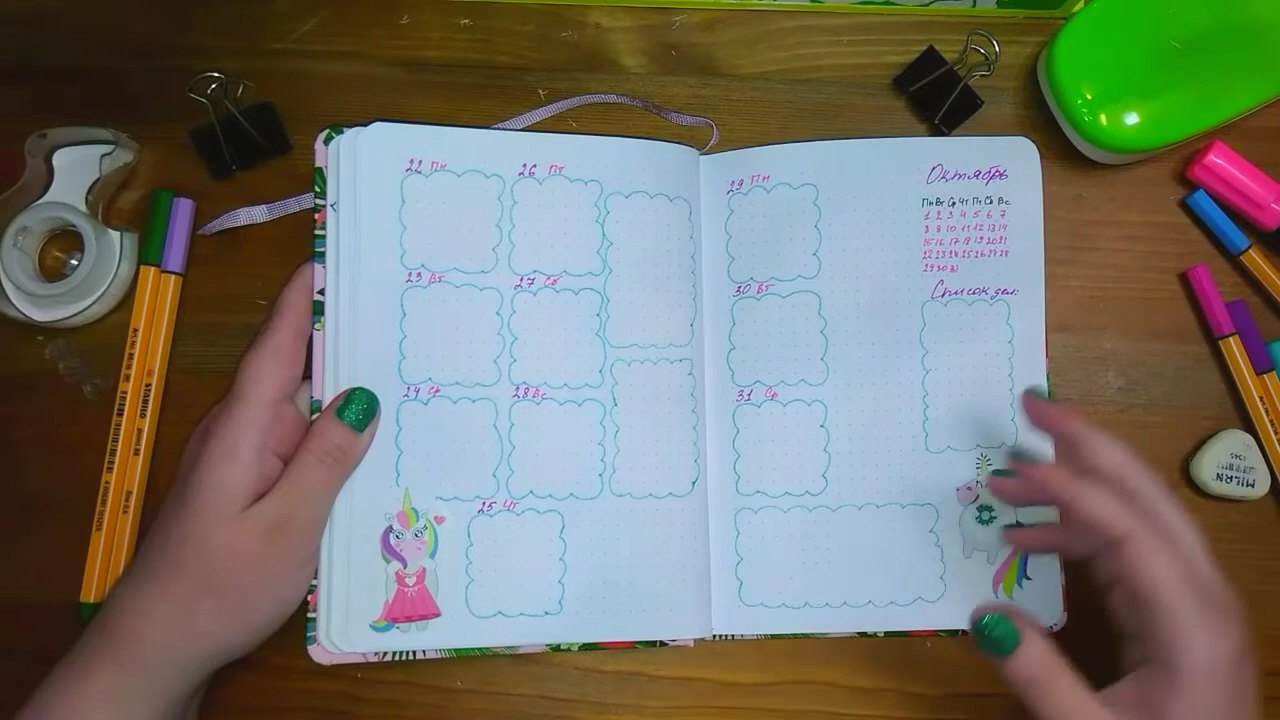 22 Пн
26 Пт
23 Вт
27 Сб
24 Ср
28 Вс
25 Чт
29 Пн
30 Вт
31 Ср
Октябрь
Пн Вт Ср Чт Пт Сб Вс
1 2 3 4 5 6 7
8 9 10 11 12 13 14
15 16 17 18 19 20 21
22 23 24 25 26 27 28
29 30 31
Список дел:
STABILO
MILAN